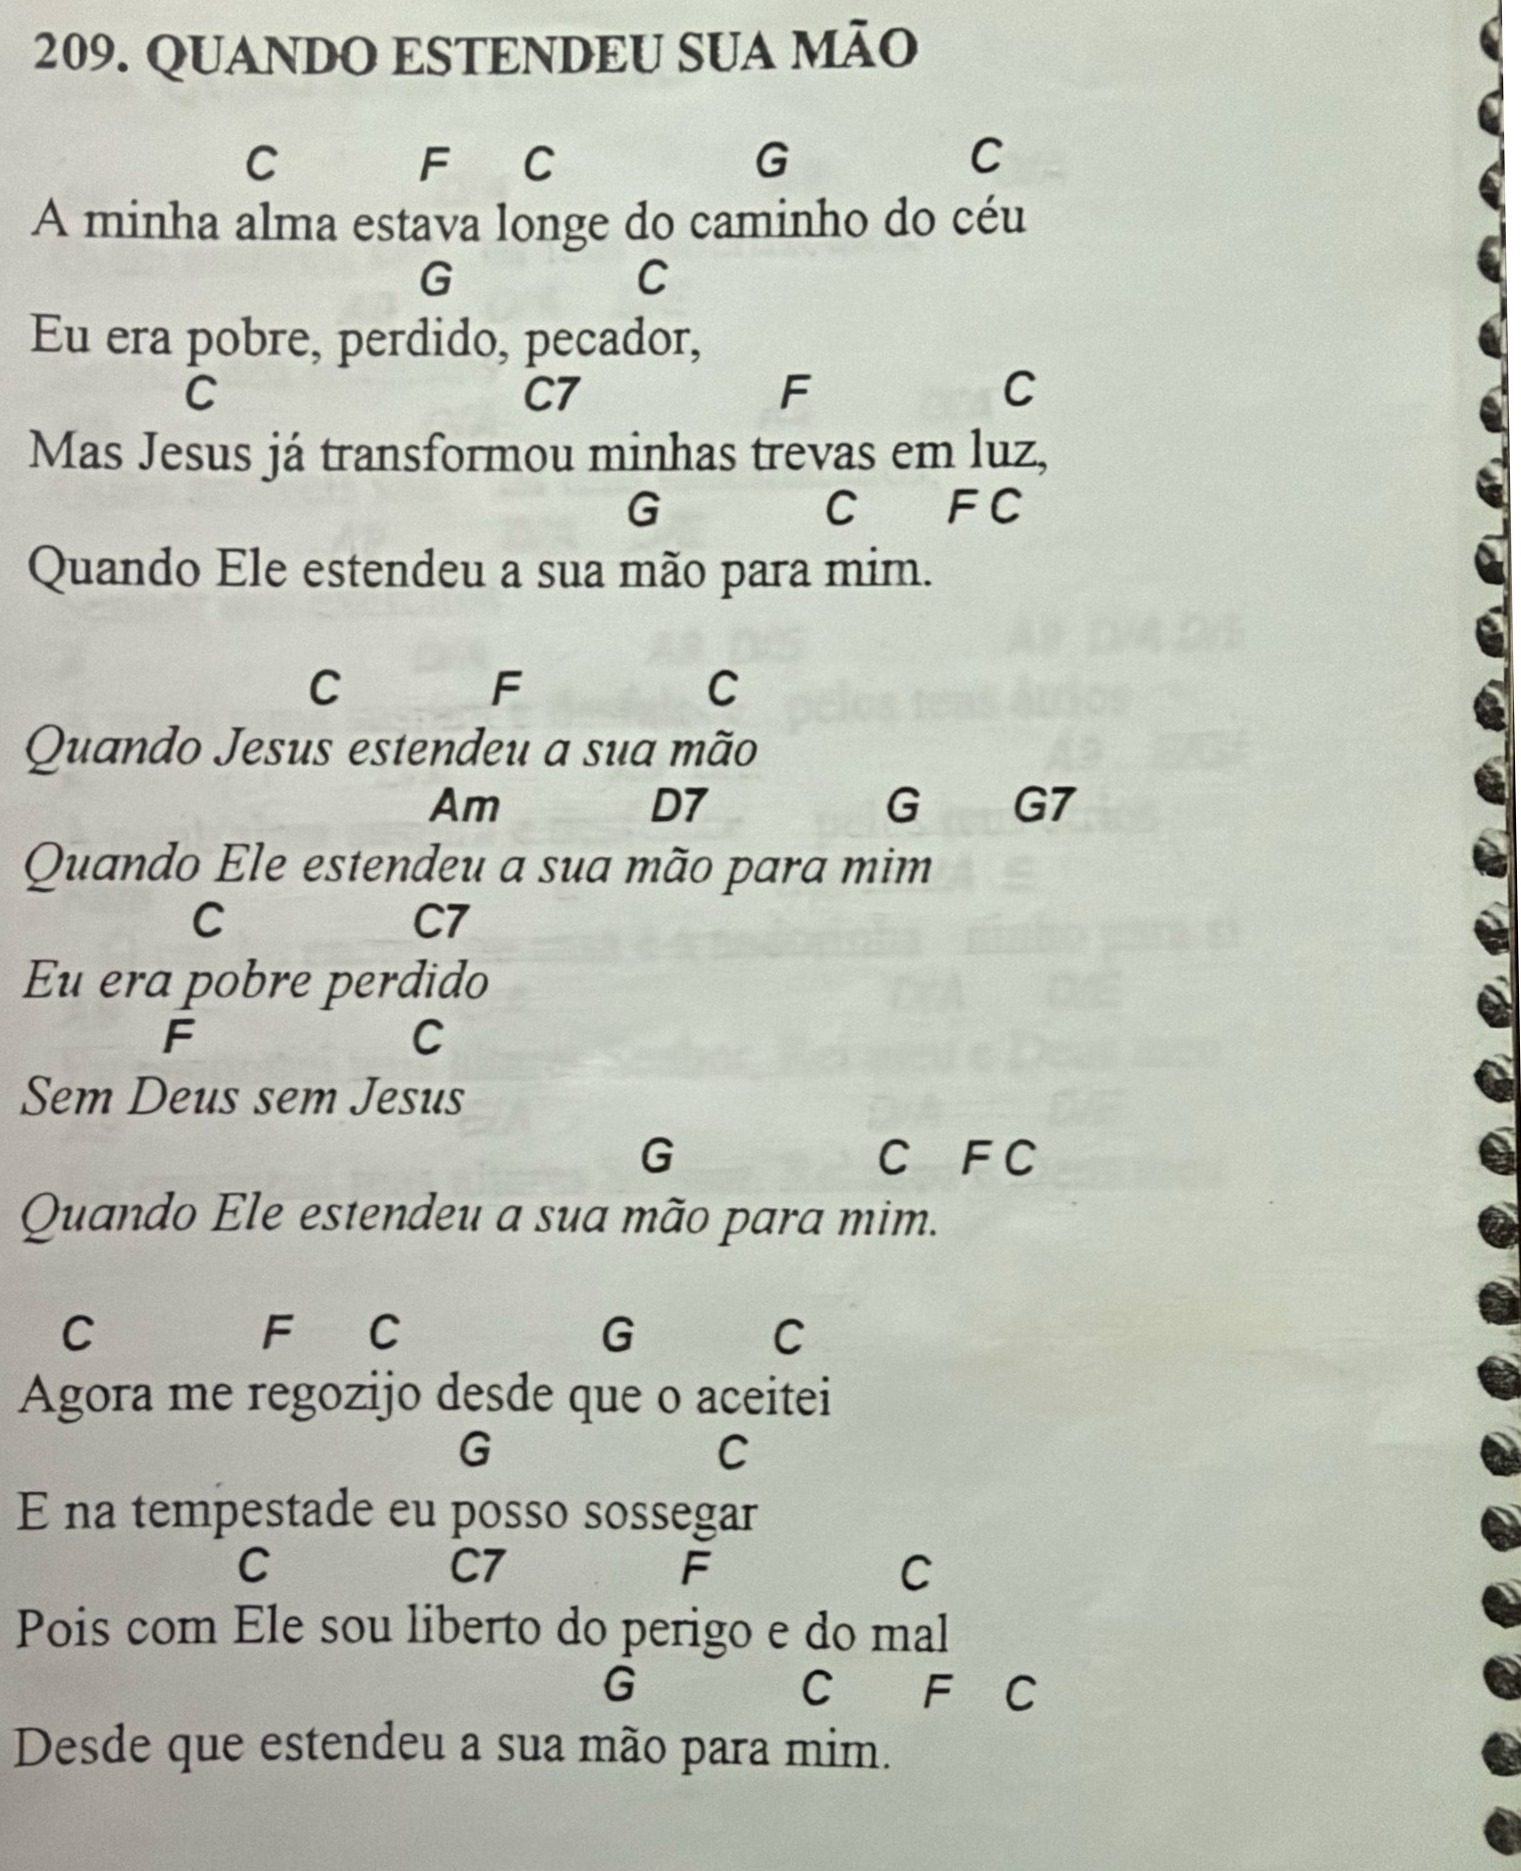 209. QUANDO ESTENDEU SUA MÃO
C F C G C
A minha alma estava longe do caminho do céu
G C
Eu era pobre, perdido, pecador,
C C7 F C
Mas Jesus já transformou minhas trevas em luz,
G C F C
Quando Ele estendeu a sua mão para mim.
C F C
Quando Jesus estendeu a sua mão
Am D7 G G7
Quando Ele estendeu a sua mão para mim
C C7
Eu era pobre perdido
F C
Sem Deus sem Jesus
G C F C
Quando Ele estendeu a sua mão para mim.
C F C G C
Agora me regozijo desde que o aceitei
G C
E na tempestade eu posso sossegar
C C7 F C
Pois com Ele sou liberto do perigo e do mal
G C F C
Desde que estendeu a sua mão para mim.